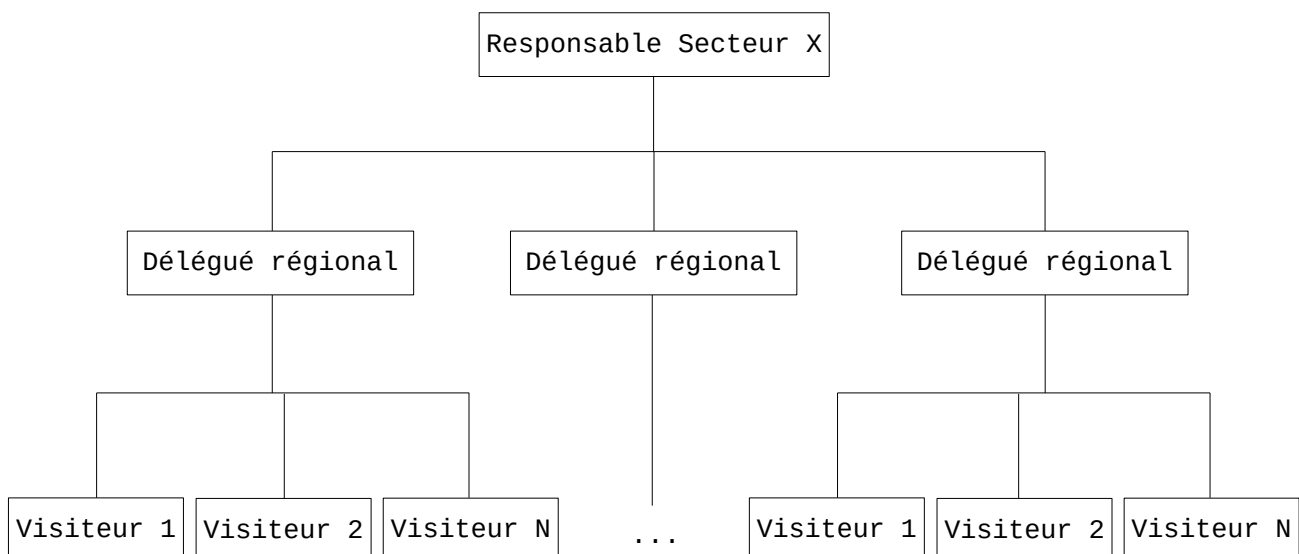 Responsable Secteur X
Délégué régional
Délégué régional
Délégué régional
Visiteur 1
Visiteur 2
Visiteur N
...
Visiteur 1
Visiteur 2
Visiteur N